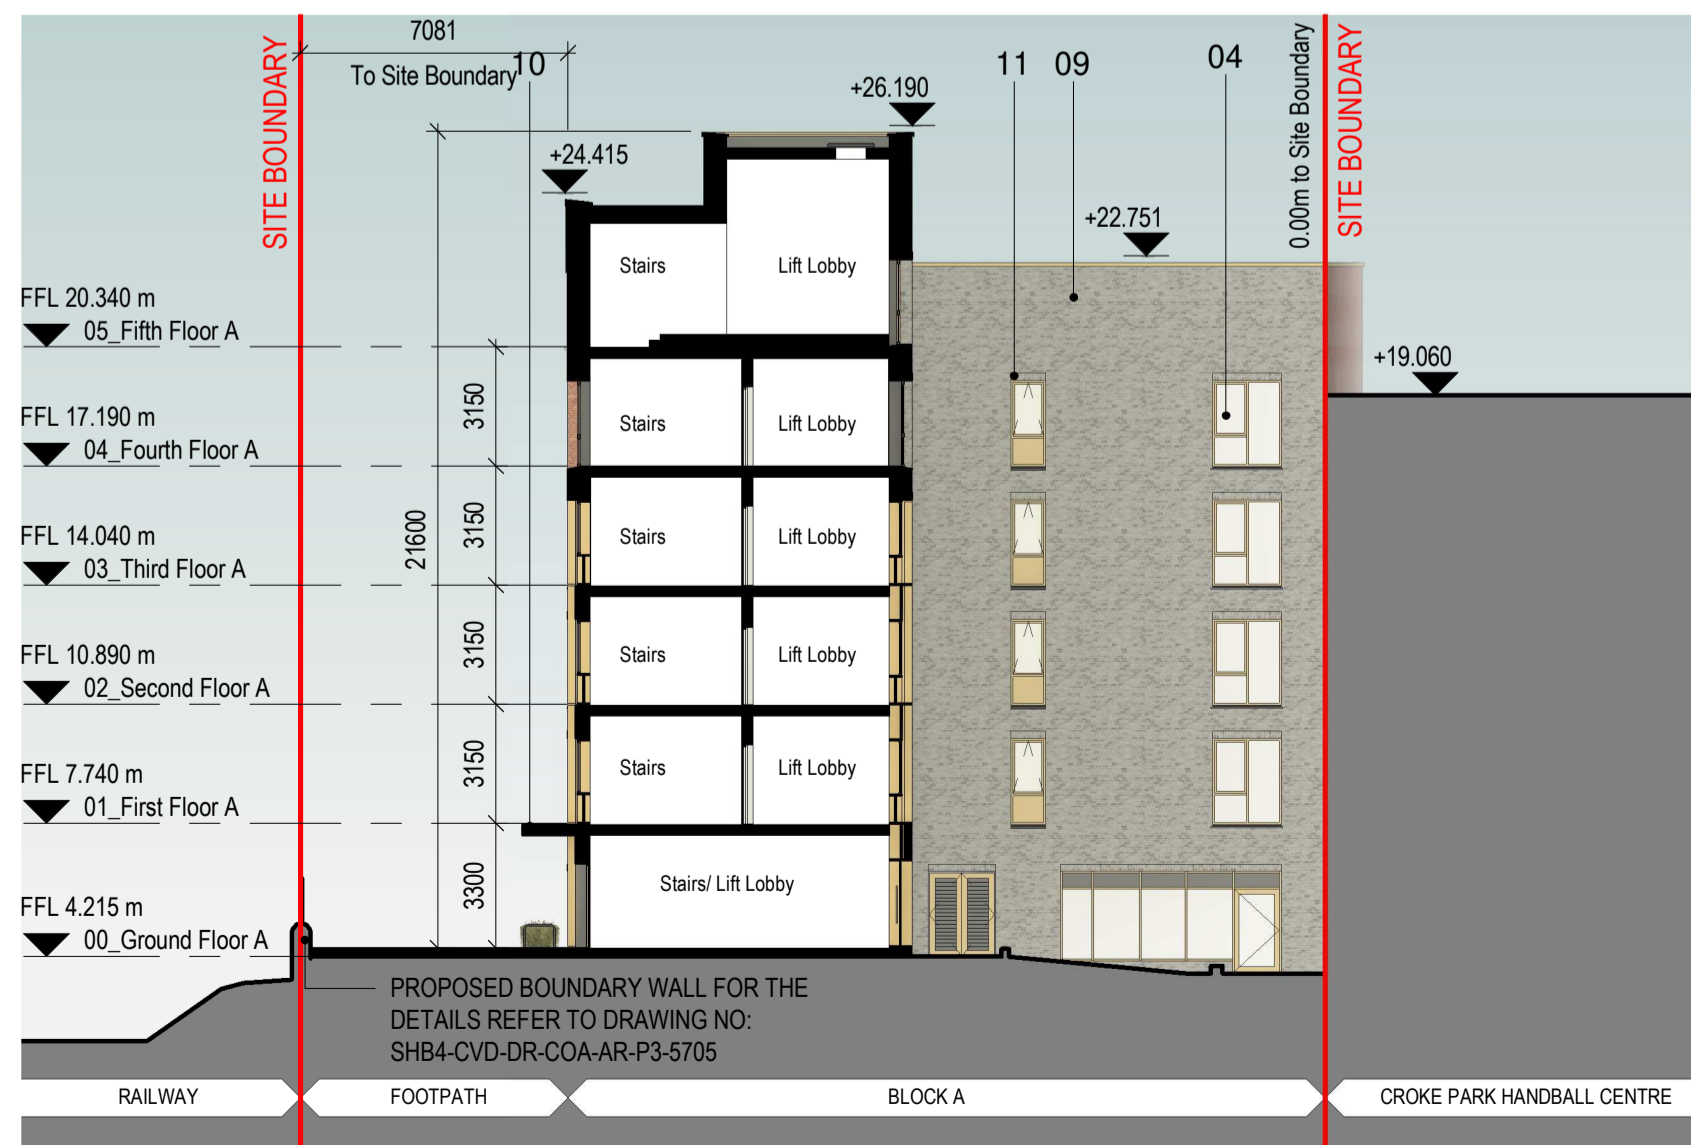 7081
To Site Boundary
10
SITE BOUNDARY
+26.190
+24.415
11
09
04
0.00m to Site Boundary
SITE BOUNDARY
+22.751
+19.060
FFL 20.340 m
05_Fifth Floor A
FFL 17.190 m
04_Fourth Floor A
FFL 14.040 m
03_Third Floor A
FFL 10.890 m
02_Second Floor A
FFL 7.740 m
01_First Floor A
FFL 4.215 m
00_Ground Floor A
21600
3150
3150
3150
3150
3300
Stairs
Lift Lobby
Stairs
Lift Lobby
Stairs
Lift Lobby
Stairs
Lift Lobby
Stairs
Lift Lobby
Stairs/ Lift Lobby
PROPOSED BOUNDARY WALL FOR THE
DETAILS REFER TO DRAWING NO:
SHB4-CVD-DR-COA-AR-P3-5705
RAILWAY
FOOTPATH
BLOCK A
CROKE PARK HANDBALL CENTRE